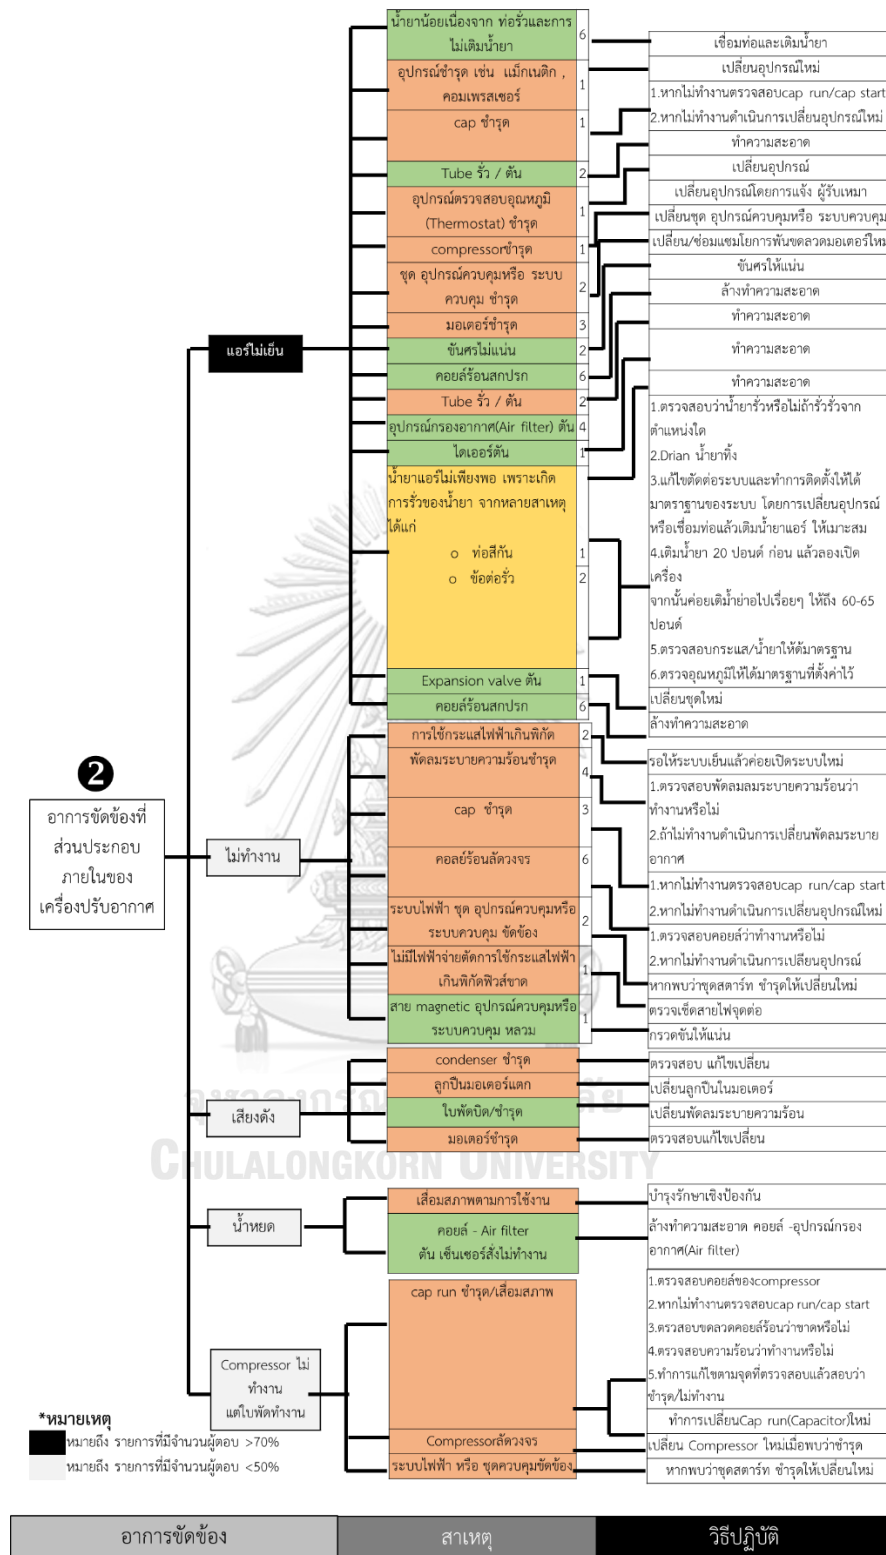 น้ำยาน้อยเนื่องจาก ท่อรั่วและการ
ไม่เติมน้ำยา
6
เชื่อมท่อและเติมน้ำยา
อุปกรณ์ชำรุด เช่น แม็กเนติก ,
คอมเพรสเซอร์
1
เปลี่ยนอุปกรณ์ใหม่
cap ชำรุด
1
1.หากไม่ทำงานตรวจสอบcap run/cap start
2.หากไม่ทำงานดำเนินการเปลี่ยนอุปกรณ์ใหม่
Tube รั่ว / ตัน
2
ทำความสะอาด
อุปกรณ์ตรวจสอบอุณหภูมิ
(Thermostat) ชำรุด
1
เปลี่ยนอุปกรณ์
เปลี่ยนอุปกรณ์โดยการแจ้ง ผู้รับเหมา
compressorชำรุด
1
เปลี่ยนชุด อุปกรณ์ควบคุมหรือ ระบบควบคุม
ชุด อุปกรณ์ควบคุมหรือ ระบบ
ควบคุม ชำรุด
2
เปลี่ยน/ซ่อมแซมโยการพันขดลวดมอเตอร์ใหม่
ขันศรให้แน่น
ล้างทำความสะอาด
มอเตอร์ชำรุด
3
ทำความสะอาด
แอร์ไม่เย็น
ขันศรไม่แน่น
2
ทำความสะอาด
คอยล์ร้อนสกปรก
6
ทำความสะอาด
Tube รั่ว / ตัน
2
อุปกรณ์กรองอากาศ(Air filter) ตัน
4
ไดเออร์ตัน
1
1.ตรวจสอบว่าน้ำยารั่วหรือไม่ถ้ารั่วรั่วจาก
ตำแหน่งใด
2.Drian น้ำยาทิ้ง
3.แก้ไขตัดต่อระบบและทำการติดตั้งให้ได้
มาตราฐานของระบบ โดยการเปลี่ยนอุปกรณ์
หรือเชื่อมท่อแล้วเติมน้ำยาแอร์ ให้เมาะสม
4.เติมน้ำยา 20 ปอนด์ ก่อน แล้วลองเปิด
เครื่อง
จากนั้นค่อยเติม้ำย่าอไปเรื่อยๆ ให้ถึง 60-65
ปอนด์
5.ตรวจสอบกระแส/น้ำยาให้ด้มาตรฐาน
6.ตรวจอุณหภูมิให้ได้มาตรฐานที่ตั้งค่าไว้
น้ำยาแอร์ไม่เพียงพอ เพราะเกิด
การรั่วของน้ำยา จากหลายสาเหตุ
ได้แก่
o ท่อสีกัน
1
o ข้อต่อรั่ว
2
Expansion valve ตัน
1
เปลี่ยนชุดใหม่
คอยล์ร้อนสกปรก
6
ล้างทำความสะอาด
❷
อาการขัดข้องที่
ส่วนประกอบ
ภายในของ
เครื่องปรับอากาศ
ไม่ทำงาน
การใช้กระแสไฟฟ้าเกินพิกัด
2
รอให้ระบบเย็นแล้วค่อยเปิดระบบใหม่
พัดลมระบายความร้อนชำรุด
4
1.ตรวจสอบพัดลมลมระบายความร้อนว่า
ทำงานหรือไม่
2.ถ้าไม่ทำงานดำเนินการเปลี่ยนพัดลมระบาย
อากาศ
cap ชำรุด
3
1.หากไม่ทำงานตรวจสอบcap run/cap start
2.หากไม่ทำงานดำเนินการเปลี่ยนอุปกรณ์ใหม่
คอลย์ร้อนลัดวงจร
6
1.ตรวจสอบคอยล์ว่าทำงานหรือไม่
2.หากไม่ทำงานดำเนินการเปลียนอุปกรณ์
ระบบไฟฟ้า ชุด อุปกรณ์ควบคุมหรือ
ระบบควบคุม ขัดข้อง
2
หากพบว่าชุดสตาร์ท ชำรุดให้เปลี่ยนใหม่
ไม่มีไฟฟ้าจ่ายตัดการใช้กระแสไฟฟ้า
เกินพิกัดฟิวส์ขาด
1
ตรวจเช็ดสายไฟจุดต่อ
สาย magnetic อุปกรณ์ควบคุมหรือ
ระบบควบคุม หลวม
1
กรวดขันให้แน่น
เสียงดัง
condenser ชำรุด
ตรวจสอบ แก้ไขเปลี่ยน
ลูกปืนมอเตอร์แตก
เปลี่ยนลูกปืนในมอเตอร์
ใบพัดบิด/ชำรุด
เปลี่ยนพัดลมระบายความร้อน
มอเตอร์ชำรุด
ตรวจสอบแก้ไขเปลี่ยน
CHULALONGKORN UNIVERSITY
น้ำหยด
เสื่อมสภาพตามการใช้งาน
บำรุงรักษาเชิงป้องกัน
คอยล์ - Air filter
ตัน เซ็นเซอร์สั่งไม่ทำงาน
ล้างทำความสะอาด คอยล์ -อุปกรณ์กรอง
อากาศ(Air filter)
Compressor ไม่
ทำงาน
แต่ใบพัดทำงาน
cap run ชำรุด/เสื่อมสภาพ
1.ตรวจสอบคอยล์ของcompressor
2.หากไม่ทำงานตรวจสอบcap run/cap start
3.ตรวสอบขดลวดคอยล์ร้อนว่าขาดหรือไม่
4.ตรวจสอบความร้อนว่าทำงานหรือไม่
5.ทำการแก้ไขตามจุดที่ตรวจสอบแล้วสอบว่า
ชำรุด/ไม่ทำงาน
ทำการเปลี่ยนCap run(Capacitor)ใหม่
Compressorลัดวงจร
เปลี่ยน Compressor ใหม่เมื่อพบว่าชำรุด
ระบบไฟฟ้า หรือ ชุดควบคุมขัดข้อง
หากพบว่าชุดสตาร์ท ชำรุดให้เปลี่ยนใหม่
*หมายเหตุ
หมายถึง รายการที่มีจำนวนผู้ตอบ >70%
หมายถึง รายการที่มีจำนวนผู้ตอบ <50%
อาการขัดข้อง
สาเหตุ
วิธีปฏิบัติ